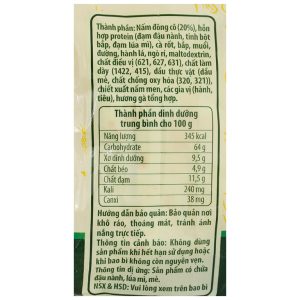 Thành phần: Nấm đông cô (20%), hỗn
hợp protein (đạm đậu nành, tinh bột
bắp, đạm lúa mì), cà rốt, bắp, muối,
đường, hành lá, ngò rí, maltodextrin,
chất điều vị (621, 627, 631), chất làm
dày (1422, 415), dầu thực vật (dầu
mè, chất chống oxy hóa (320, 321)),
chiết xuất nấm men, các gia vị (hành,
tiêu), hương gà tổng hợp.
Thành phần dinh dưỡng
trung bình cho 100 g
Năng lượng 345 kcal
Carbohydrate 64 g
Xơ dinh dưỡng 9,5 g
Chất béo 4,9 g
Chất đạm 11,5 g
Kali 240 mg
Canxi 38 mg
Hướng dẫn bảo quản: Bảo quản nơi
khô ráo, thoáng mát, tránh ánh
nắng trực tiếp.
Thông tin cảnh báo: Không dùng
sản phẩm khi hết hạn sử dụng hoặc
khi bao bì không còn nguyên vẹn.
Thông tin dị ứng: Sản phẩm có chứa
đậu nành, lúa mì, mè.
NSX & HSD: Vui lòng xem trên bao bì